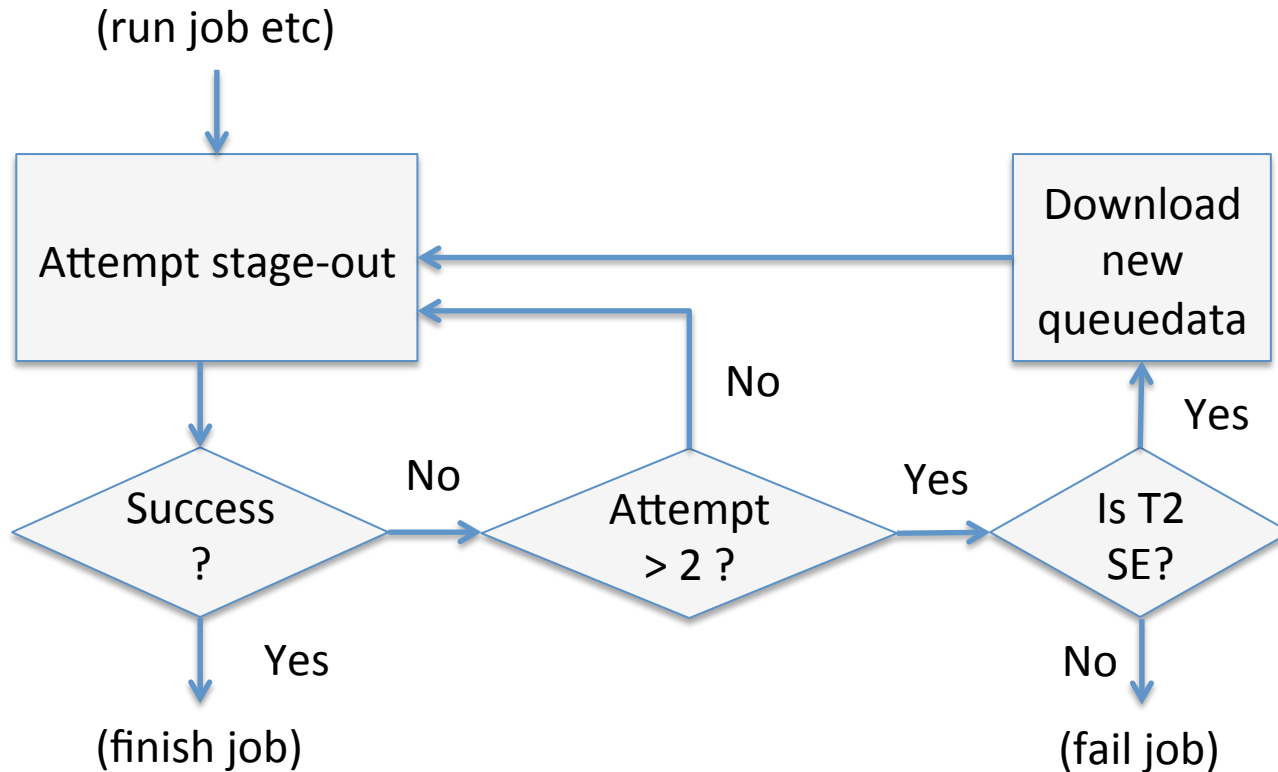 (run job etc)
Attempt stage-out
Download
new
queuedata
No
Yes
Success
?
No
Attempt
> 2 ?
Yes
Is T2
SE?
Yes
No
(finish job)
(fail job)